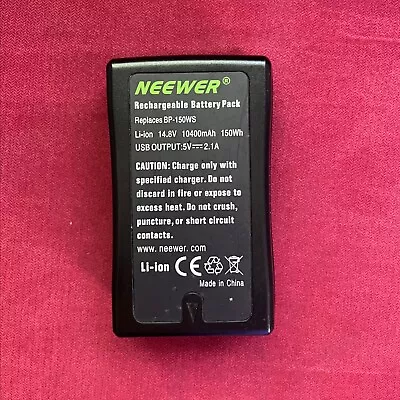 NEEWER®
Rechargeable Battery Pack
Replaces BP-150WS
Li-ion 14.8V 10400mAh 150Wh
USB OUTPUT:5V⎓2.1A
CAUTION: Charge only with
specified charger. Do not
discard in fire or expose to
excess heat. Do not crush,
puncture, or short circuit
contacts.
www.neewer.com
Li-ion CE
Made in China